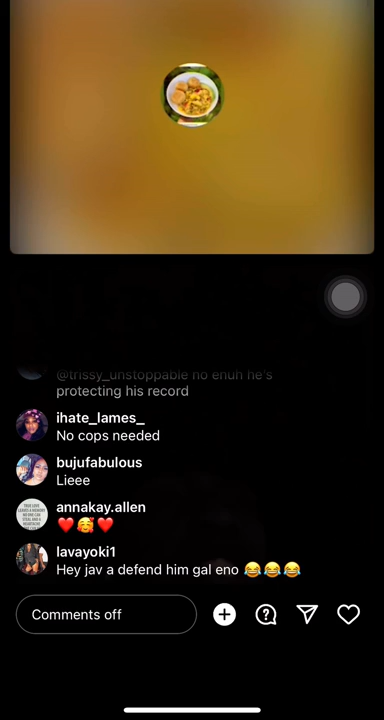 @trissy_unstoppable no enuh he's
protecting his record
ihate_lames_
No cops needed
bujufabulous
Lieee
annakay.allen
❤️🥰❤️
lavayoki1
Hey jav a defend him gal eno 😂😂😂
Comments off